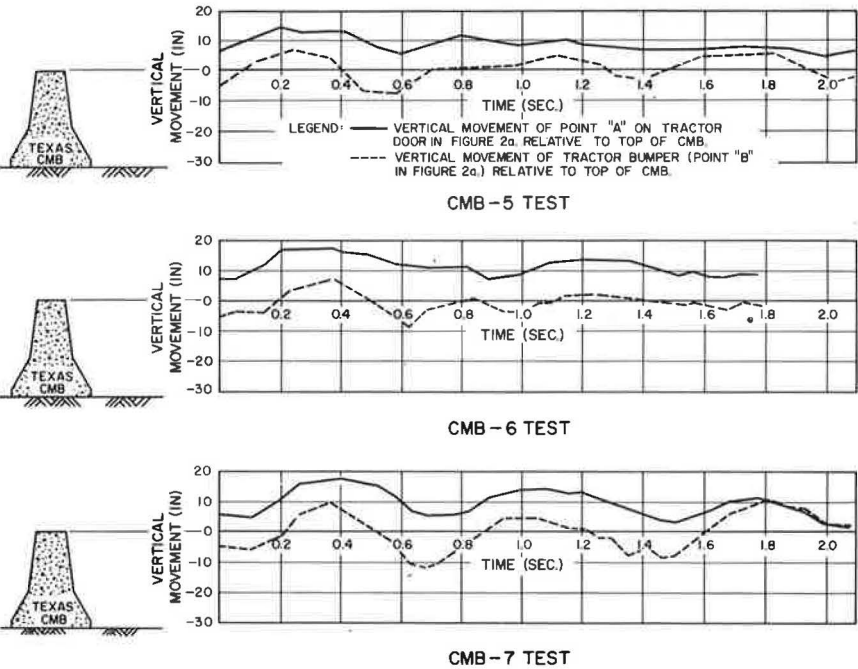 20
10
0
-10
-20
-30
VERTICAL
MOVEMENT (IN)
0.2 0.4 0.6 0.8 1.0 1.2 1.4 1.6 1.8 2.0
TIME (SEC.)
LEGEND: VERTICAL MOVEMENT OF POINT "A" ON TRACTOR
DOOR IN FIGURE 2a. RELATIVE TO TOP OF CMB.
VERTICAL MOVEMENT OF TRACTOR BUMPER (POINT "B"
IN FIGURE 2a.) RELATIVE TO TOP OF CMB.
TEXAS
CMB
CMB-5 TEST
20
10
0
-10
-20
-30
VERTICAL
MOVEMENT (IN)
0.2 0.4 0.6 0.8 1.0 1.2 1.4 1.6 1.8 2.0
TIME (SEC.)
TEXAS
CMB
CMB-6 TEST
20
10
0
-10
-20
-30
VERTICAL
MOVEMENT (IN)
0.2 0.4 0.6 0.8 1.0 1.2 1.4 1.6 1.8 2.0
TIME (SEC.)
TEXAS
CMB
CMB-7 TEST